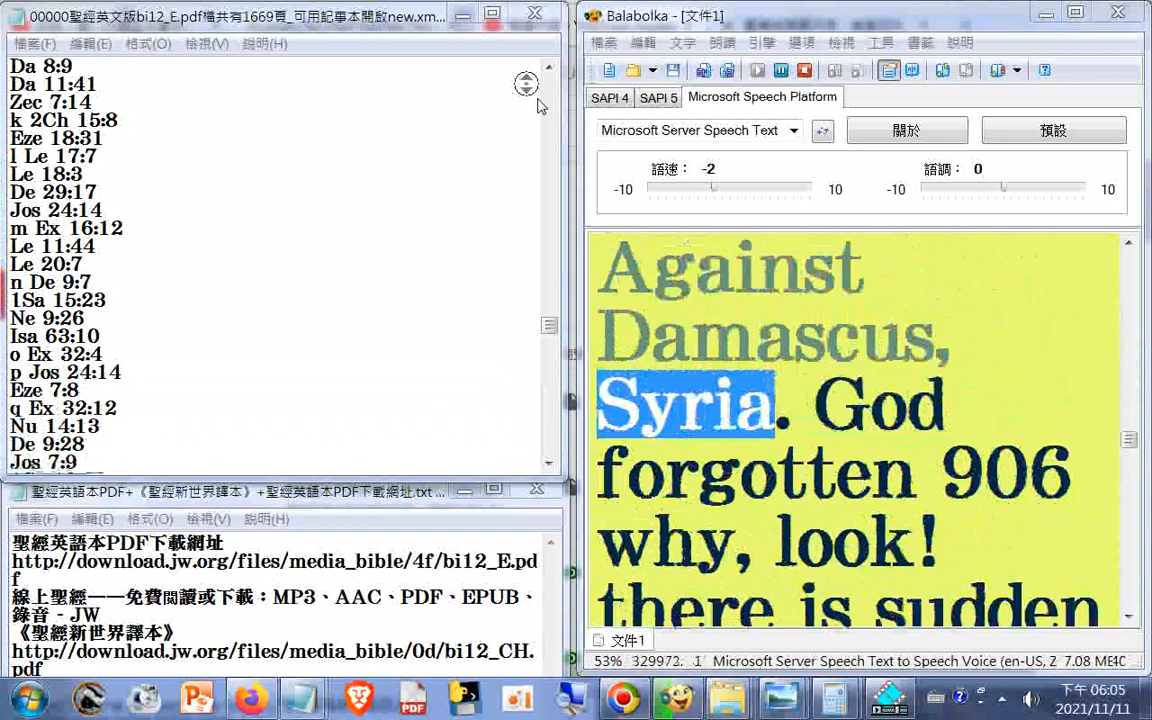 00000聖經英文版bi12_E.pdf檔共有1669頁_可用記事本開啟new.xm...
檔案(F) 編輯(E) 格式(O) 檢視(V) 說明(H)
Da 8:9
Da 11:41
Zec 7:14
k 2Ch 15:8
Eze 18:31
l Le 17:7
Le 18:3
De 29:17
Jos 24:14
m Ex 16:12
Le 11:44
Le 20:7
n De 9:7
1Sa 15:23
Ne 9:26
Isa 63:10
o Ex 32:4
p Jos 24:14
Eze 7:8
q Ex 32:12
Nu 14:13
De 9:28
Jos 7:9
聖經英語本PDF+《聖經新世界譯本》+聖經英語本PDF下載網址.txt ...
檔案(F) 編輯(E) 格式(O) 檢視(V) 說明(H)
聖經英語本PDF下載網址
http://download.jw.org/files/media_bible/4f/bi12_E.pd
f
線上聖經——免費閱讀或下載：MP3、AAC、PDF、EPUB、
錄音 - JW
《聖經新世界譯本》
http://download.jw.org/files/media_bible/0d/bi12_CH.
pdf
Balabolka - [文件1]
檔案 編輯 文字 朗讀 引擎 選項 檢視 工具 書籤 說明
SAPI 4 SAPI 5 Microsoft Speech Platform
Microsoft Server Speech Text 關於 預設
語速： -2 語調： 0
-10 10 -10 10
Against
Damascus,
Syria. God
forgotten 906
why, look!
there is sudden
文件1
53% 329972. 1 Microsoft Server Speech Text to Speech Voice (en-US, Z 7.08 ME4C
PDF
下午 06:05
2021/11/11